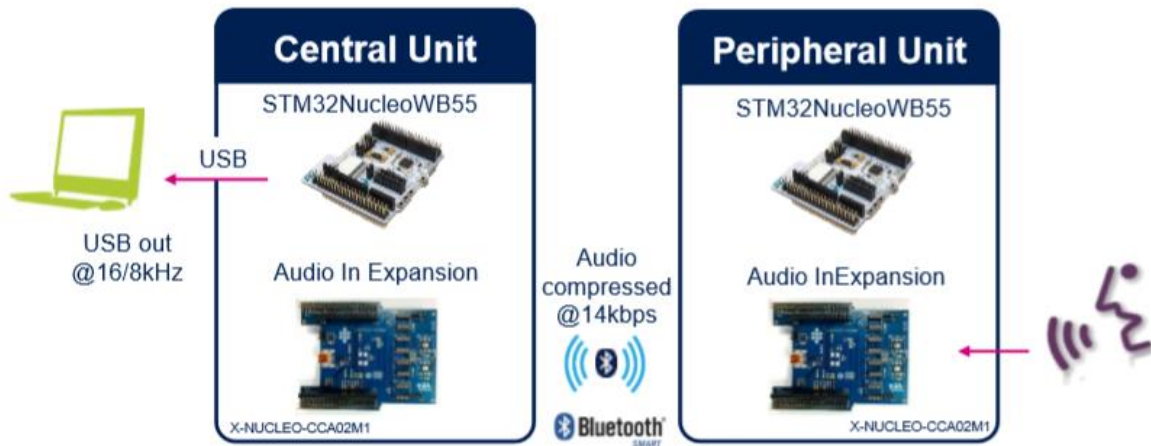 Central Unit
STM32NucleoWB55
USB
USB out
@16/8kHz
Audio In Expansion
X-NUCLEO-CCA02M1
Audio
compressed
@14kbps
Bluetooth
SMART
Peripheral Unit
STM32NucleoWB55
Audio InExpansion
X-NUCLEO-CCA02M1